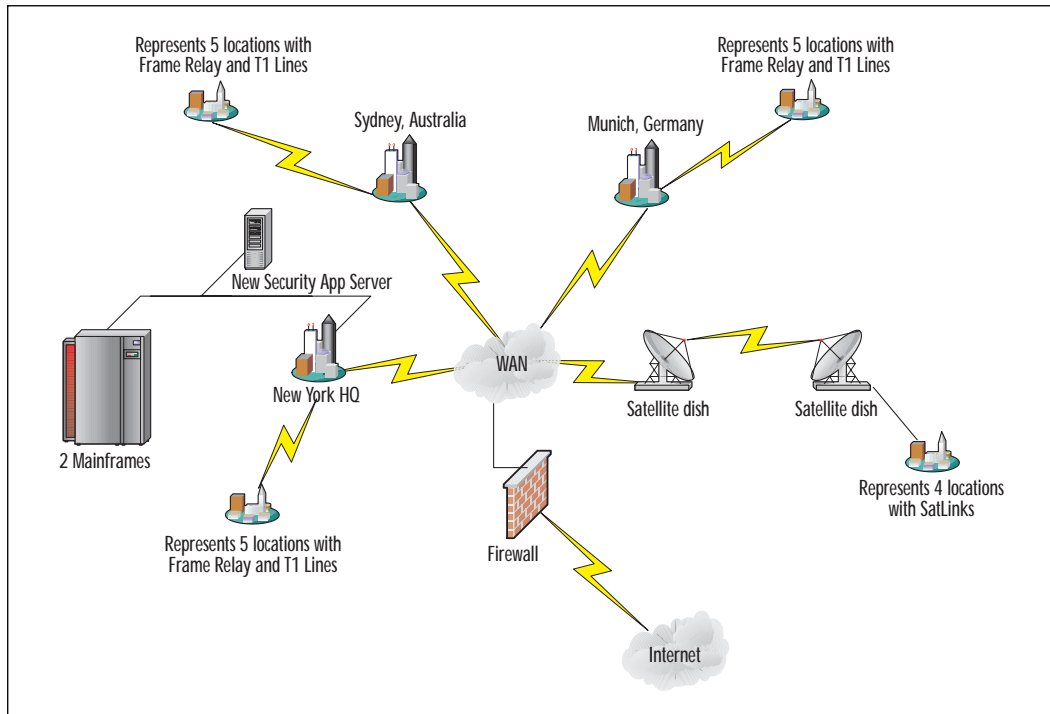 Represents 5 locations with
Frame Relay and T1 Lines
Represents 5 locations with
Frame Relay and T1 Lines
Sydney, Australia
Munich, Germany
New Security App Server
WAN
New York HQ
Satellite dish
Satellite dish
2 Mainframes
Represents 4 locations
with SatLinks
Represents 5 locations with
Frame Relay and T1 Lines
Firewall
Internet